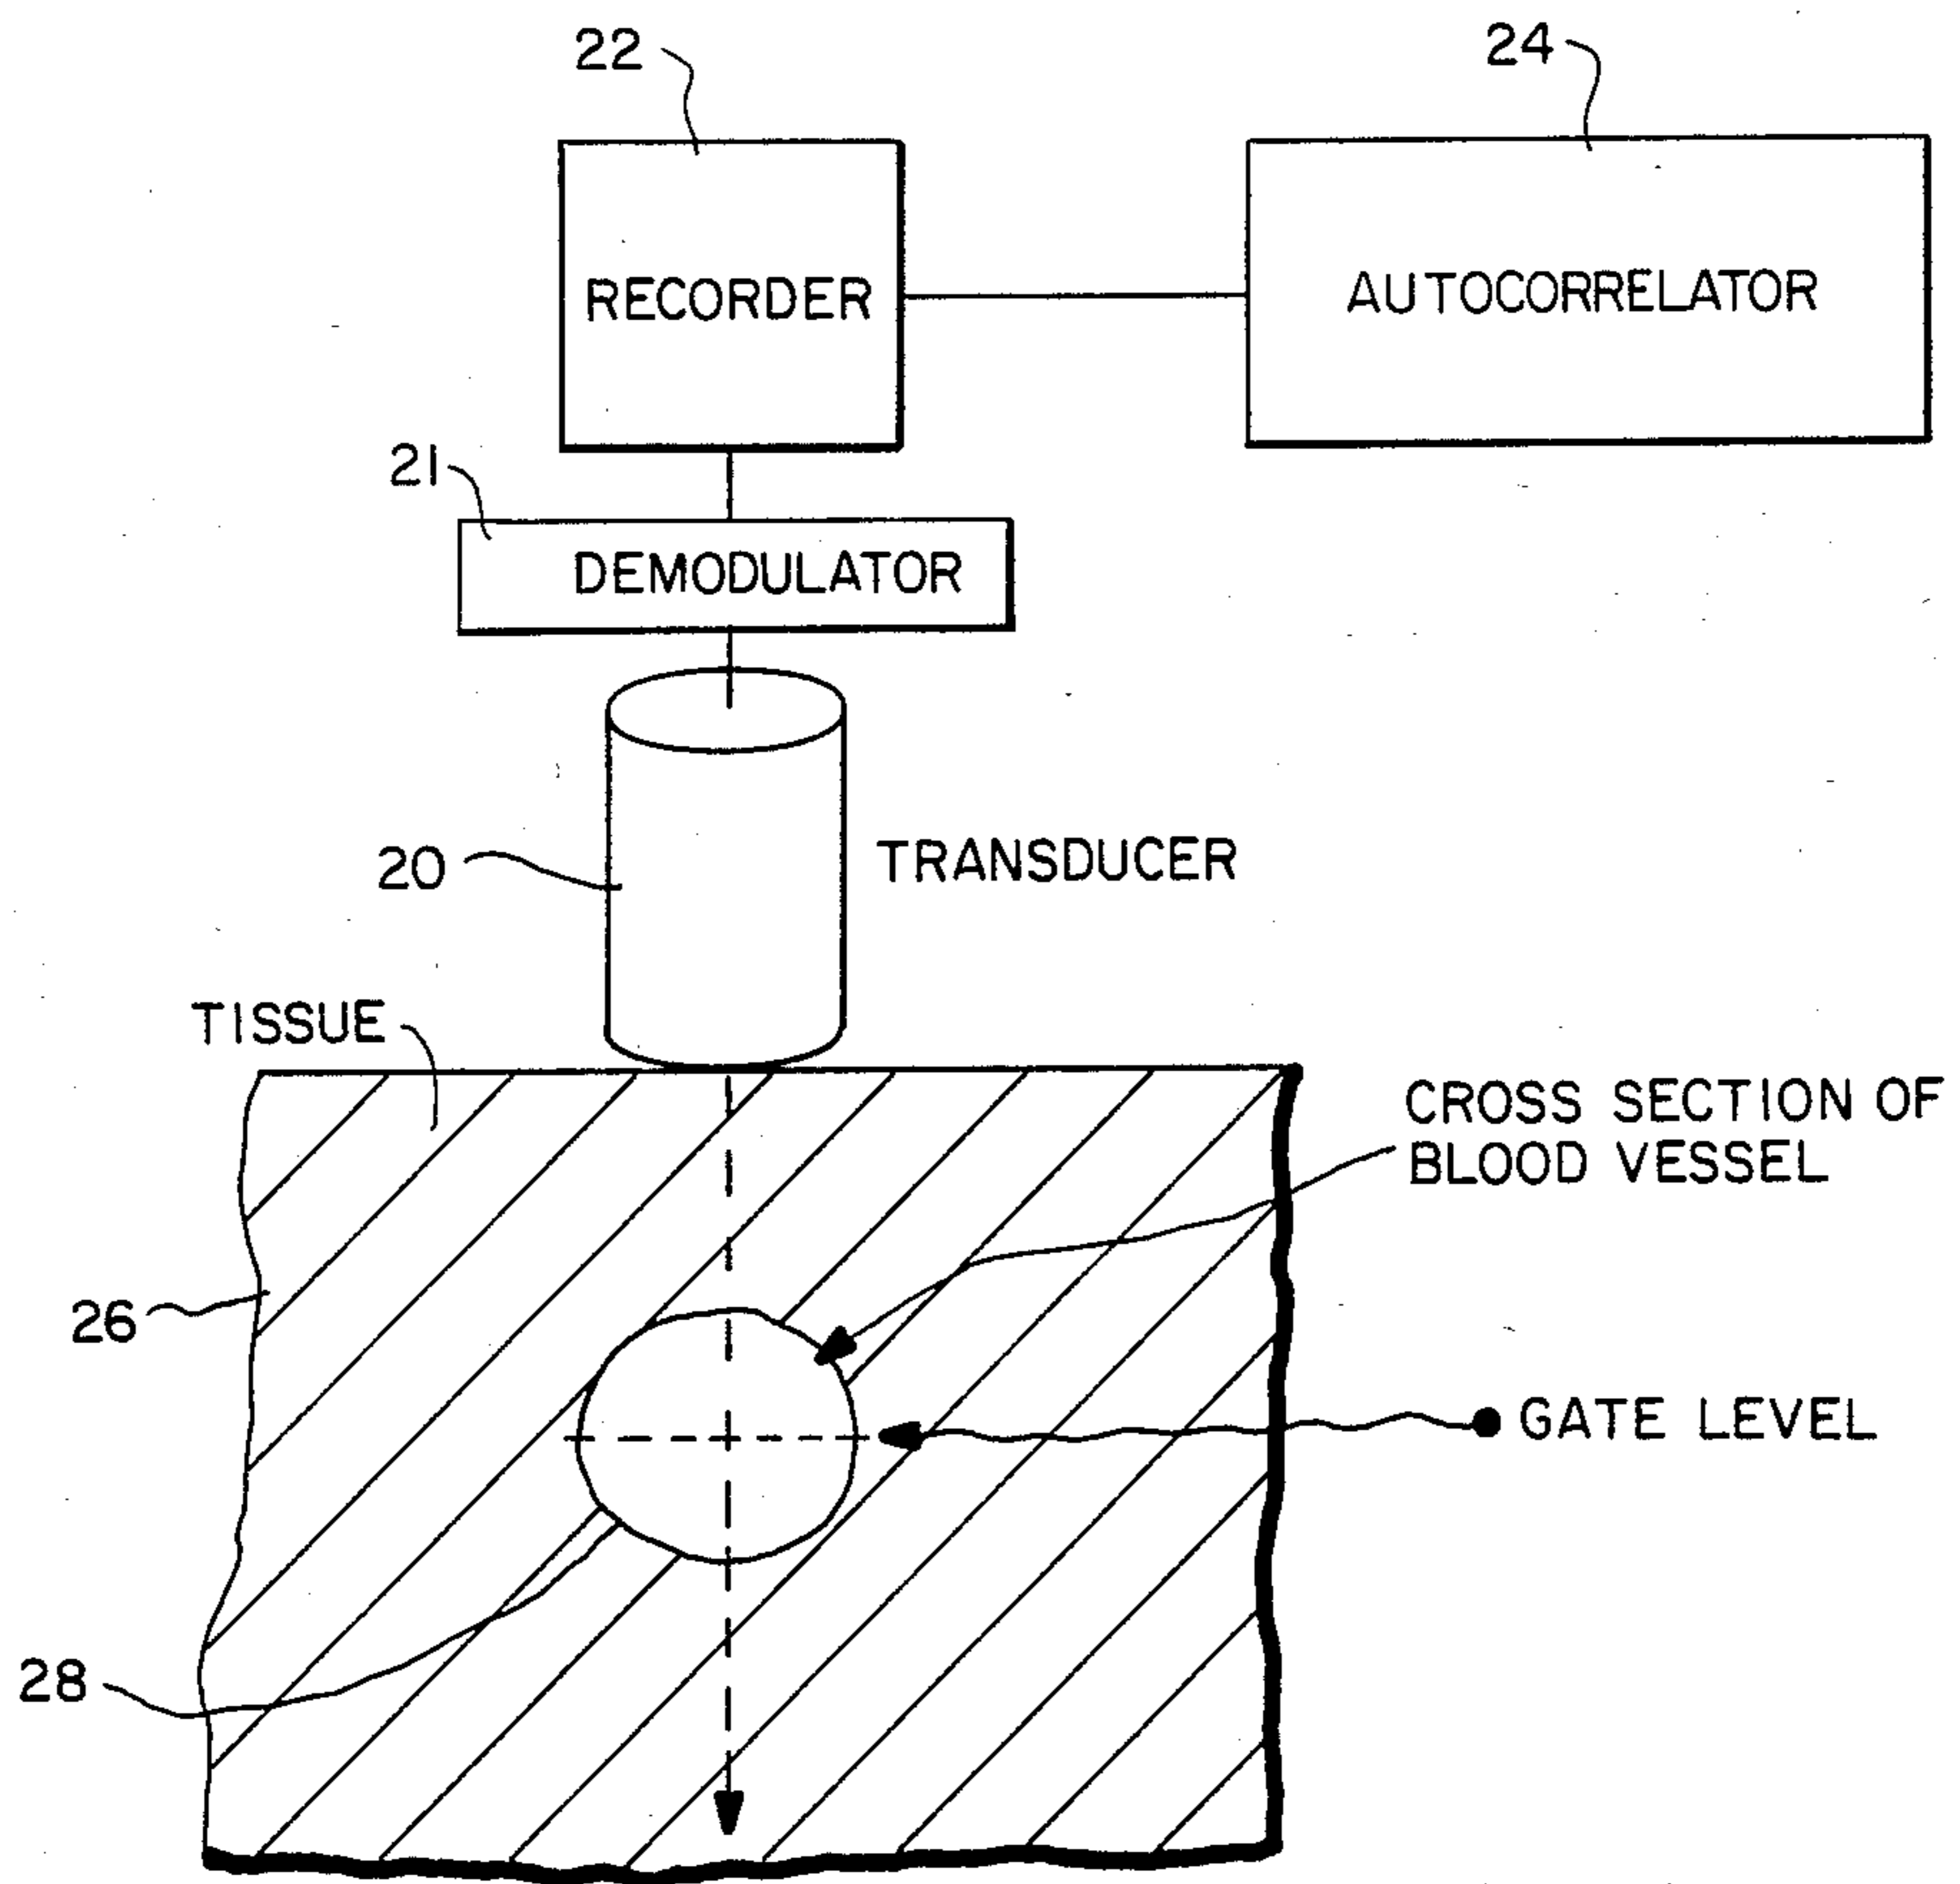 22
24
RECORDER
AUTOCORRELATOR
21
DEMODULATOR
20
TRANSDUCER
TISSUE
CROSS SECTION OF
BLOOD VESSEL
26
GATE LEVEL
28